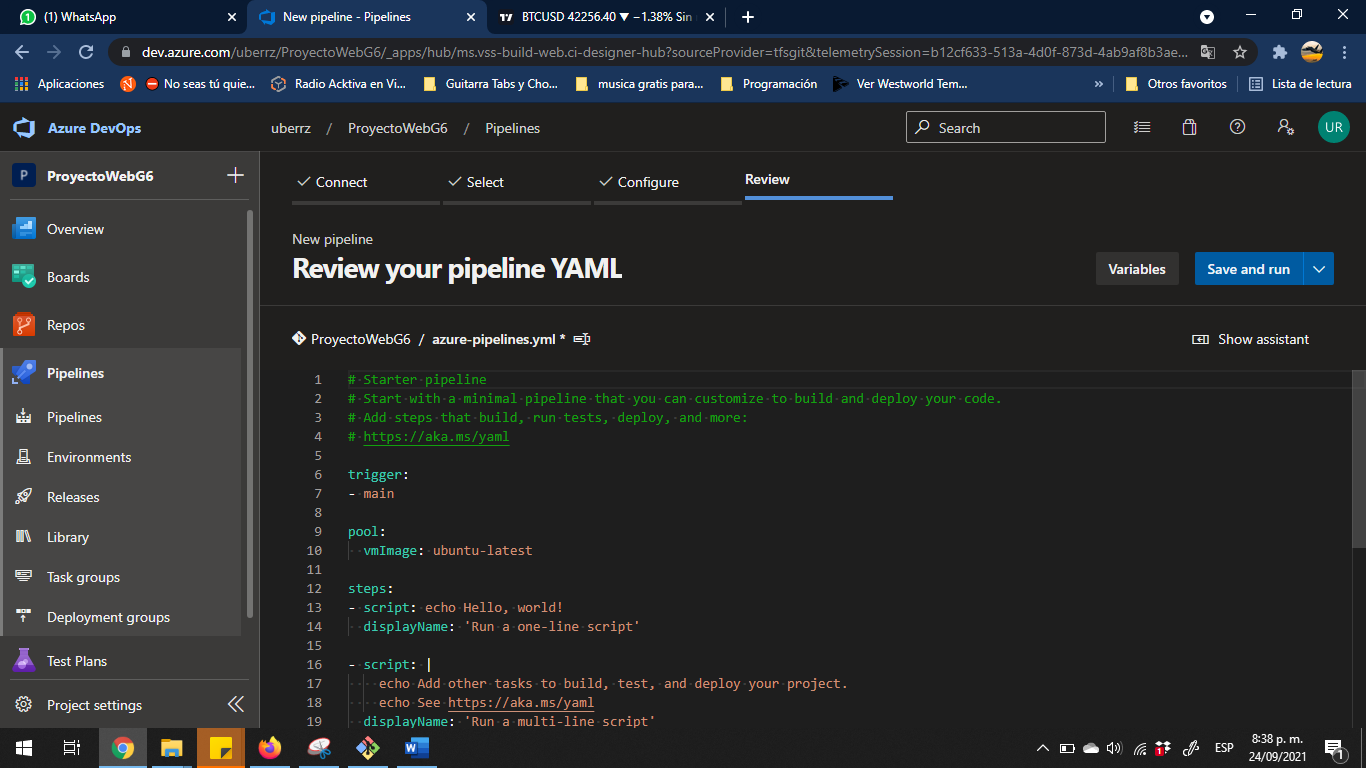 (1) WhatsApp
New pipeline - Pipelines
BTCUSD 42256.40 ▼ −1.38% Sin
dev.azure.com/uberrz/ProyectoWebG6/_apps/hub/ms.vss-build-web.ci-designer-hub?sourceProvider=tfsgit&telemetrySession=b12cf633-513a-4d0f-873d-4ab9af8b3ae...
Aplicaciones
No seas tú quie...
Radio Acktiva en Vi...
Guitarra Tabs y Cho...
musica gratis para...
Programación
Ver Westworld Tem...
»
Otros favoritos
Lista de lectura
Azure DevOps
uberrz / ProyectoWebG6 / Pipelines
Search
UR
P ProyectoWebG6
Overview
Boards
Repos
Pipelines
Pipelines
Environments
Releases
Library
Task groups
Deployment groups
Test Plans
Project settings
Connect
Select
Configure
Review
New pipeline
Review your pipeline YAML
Variables
Save and run
ProyectoWebG6 / azure-pipelines.yml *
Show assistant
1 # Starter pipeline
2 # Start with a minimal pipeline that you can customize to build and deploy your code.
3 # Add steps that build, run tests, deploy, and more:
4 # https://aka.ms/yaml
5
6 trigger:
7 - main
8
9 pool:
10 vmImage: ubuntu-latest
11
12 steps:
13 - script: echo Hello, world!
14 displayName: 'Run a one-line script'
15
16 - script: |
17 echo Add other tasks to build, test, and deploy your project.
18 echo See https://aka.ms/yaml
19 displayName: 'Run a multi-line script'
ESP
8:38 p. m.
24/09/2021
1